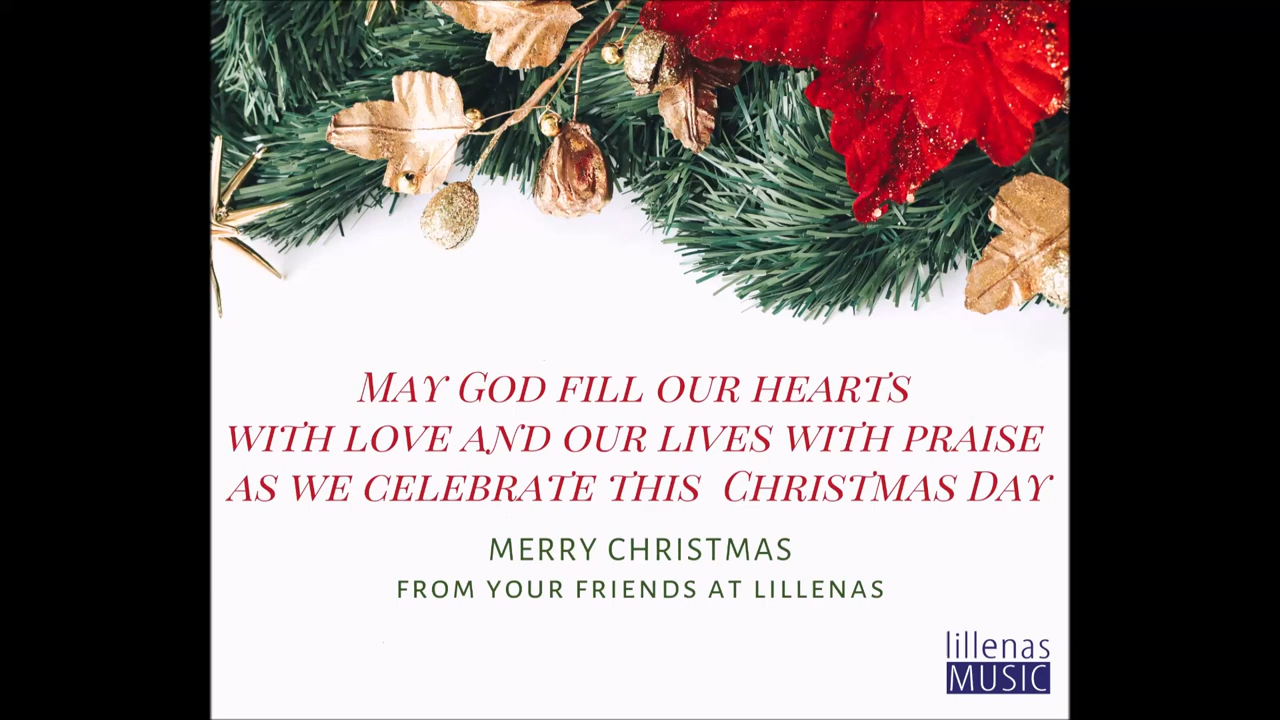 May God fill our hearts
with love and our lives with praise
as we celebrate this Christmas Day
MERRY CHRISTMAS
FROM YOUR FRIENDS AT LILLENAS
lillenas
MUSIC